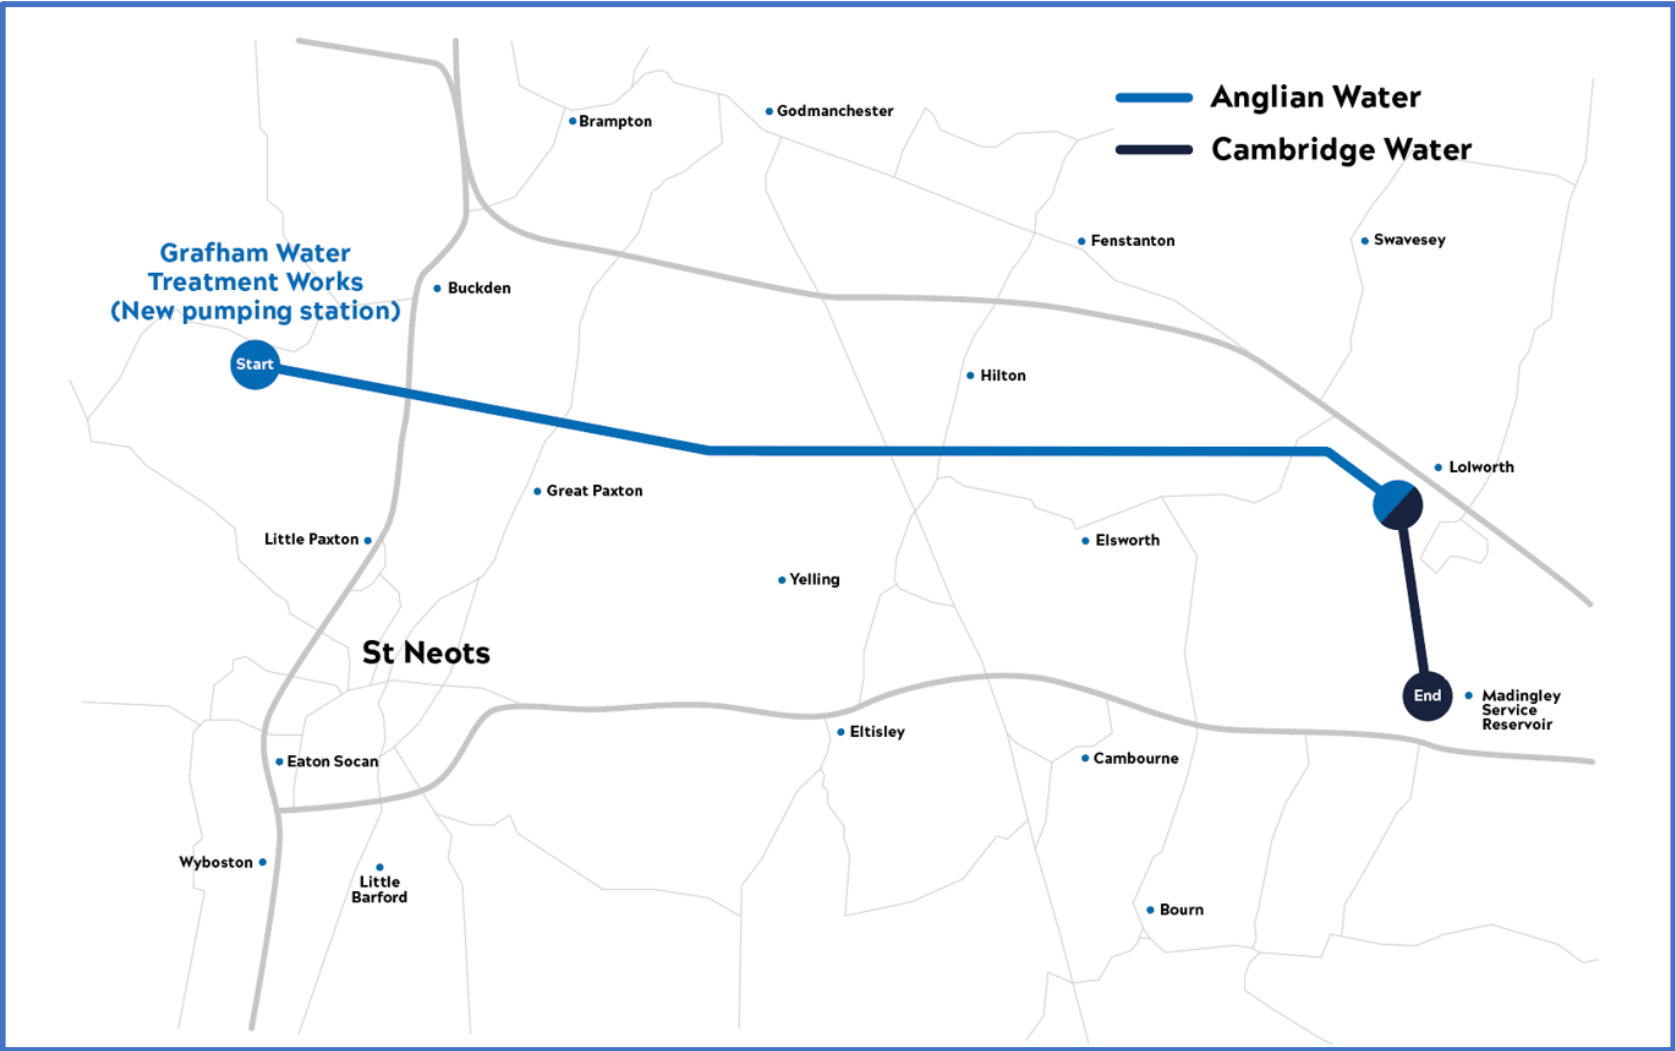 Anglian Water
Cambridge Water
Brampton
Godmanchester
Grafham Water
Treatment Works
(New pumping station)
Fenstanton
Swavesey
Buckden
Start
Hilton
Lolworth
Great Paxton
Little Paxton
Elsworth
Yelling
St Neots
End
Madingley
Service
Reservoir
Eltisley
Cambourne
Eaton Socan
Wyboston
Little
Barford
Bourn